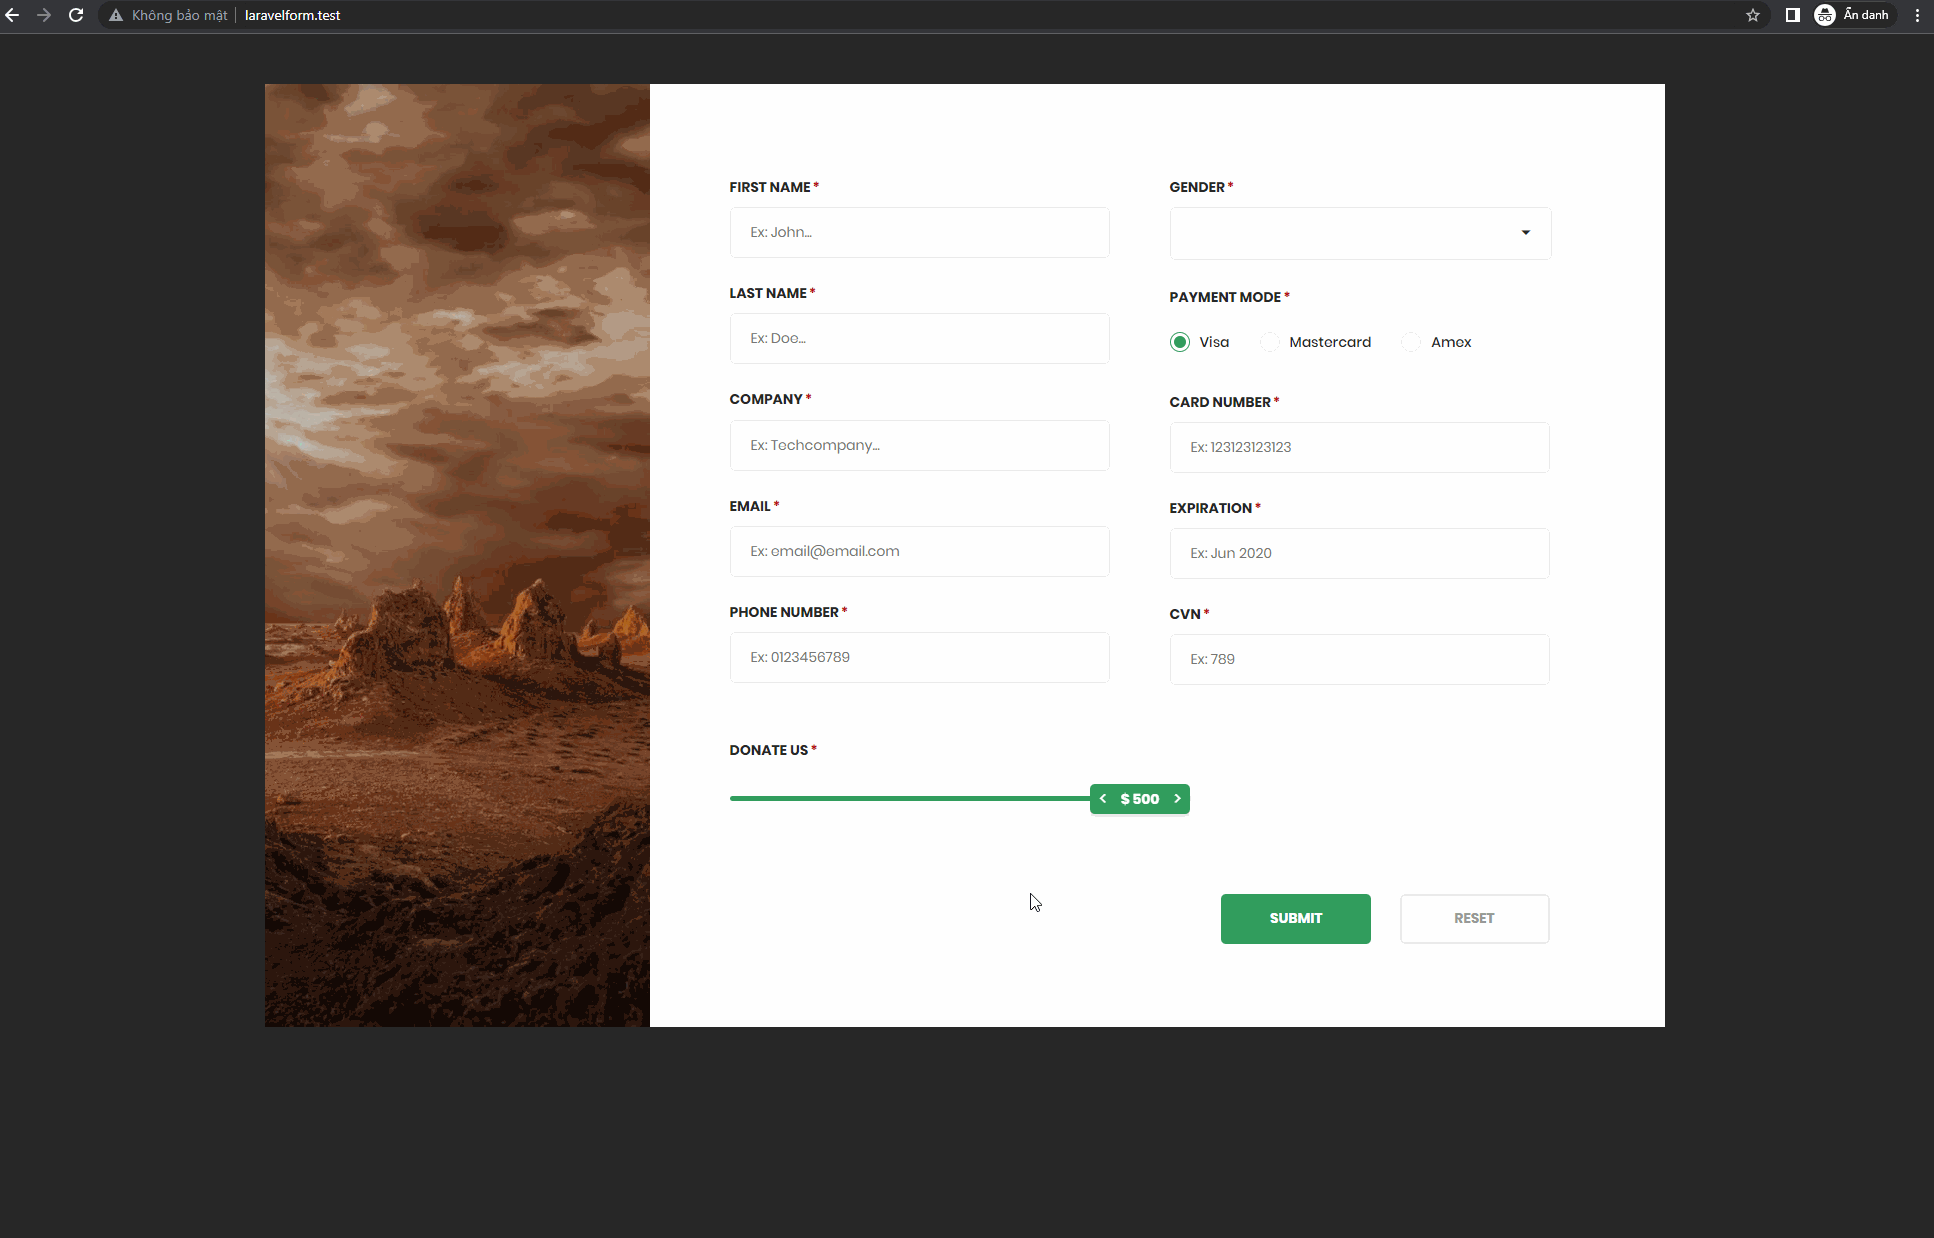 Không bảo mật laravelform.test
Ẩn danh
FIRST NAME *
Ex: John...
LAST NAME *
Ex: Doe...
COMPANY *
Ex: Techcompany...
EMAIL *
Ex: email@email.com
PHONE NUMBER *
Ex: 0123456789
GENDER *
PAYMENT MODE *
Visa Mastercard Amex
CARD NUMBER *
Ex: 123123123123
EXPIRATION *
Ex: Jun 2020
CVN *
Ex: 789
DONATE US *
< $ 500 >
SUBMIT RESET